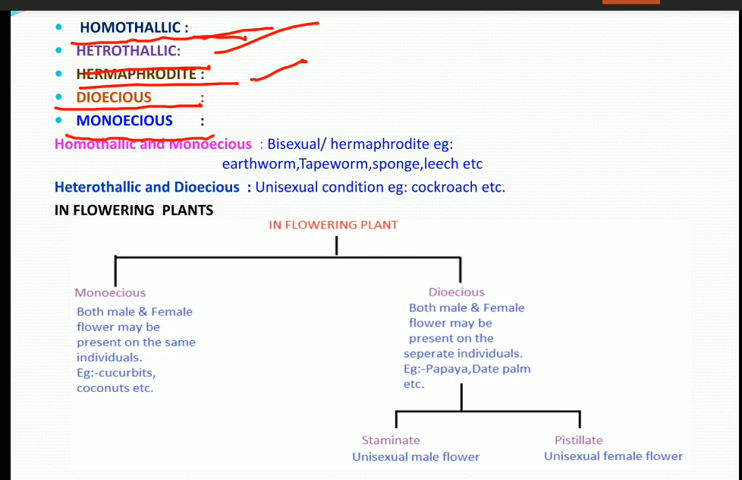 HOMOTHALLIC :
HETROTHALLIC:
HERMAPHRODITE :
DIOECIOUS :
MONOECIOUS :
Homothallic and Monoecious : Bisexual/ hermaphrodite eg:
earthworm,Tapeworm,sponge,leech etc
Heterothallic and Dioecious : Unisexual condition eg: cockroach etc.
IN FLOWERING PLANTS
IN FLOWERING PLANT
Monoecious
Both male & Female
flower may be
present on the same
individuals.
Eg:-cucurbits,
coconuts etc.
Dioecious
Both male & Female
flower may be
present on the
seperate individuals.
Eg:-Papaya,Date palm
etc.
Staminate
Unisexual male flower
Pistillate
Unisexual female flower